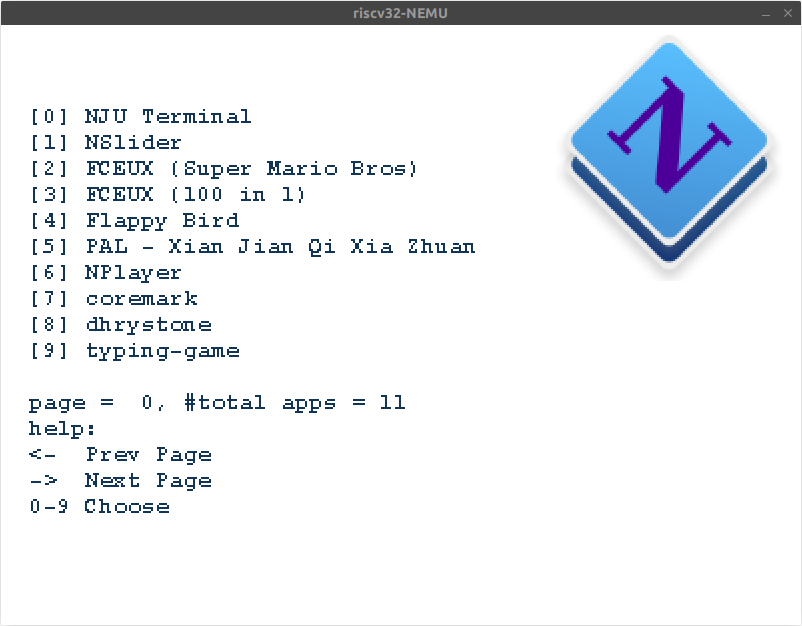 riscv32-NEMU
N
[0] NJU Terminal
[1] NSlider
[2] FCEUX (Super Mario Bros)
[3] FCEUX (100 in 1)
[4] Flappy Bird
[5] PAL - Xian Jian Qi Xia Zhuan
[6] NPlayer
[7] coremark
[8] dhrystone
[9] typing-game
page =  0, #total apps = 11
help:
<-  Prev Page
->  Next Page
0-9 Choose